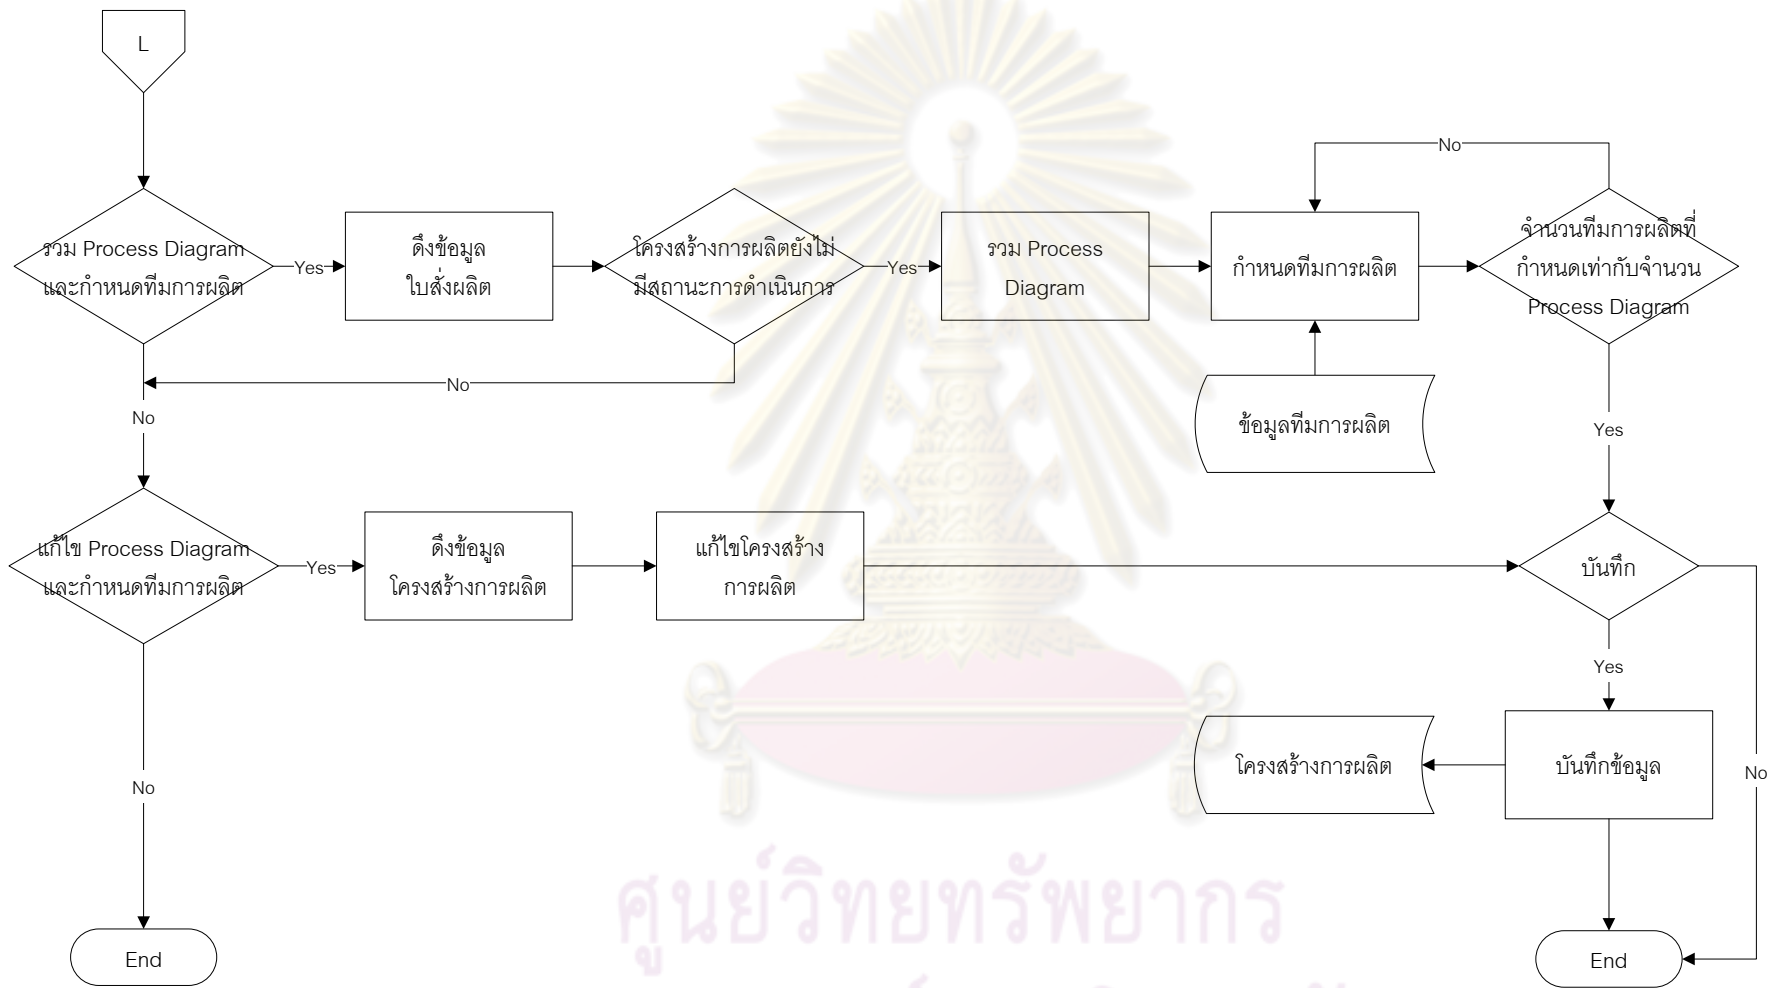 L
No
รวม Process Diagram
และกำหนดทีมการผลิต
Yes
ดึงข้อมูล
ใบสั่งผลิต
โครงสร้างการผลิตยังไม่
มีสถานะการดำเนินการ
Yes
รวม Process
Diagram
กำหนดทีมการผลิต
จำนวนทีมการผลิตที่
กำหนดเท่ากับจำนวน
Process Diagram
No
No
ข้อมูลทีมการผลิต
Yes
แก้ไข Process Diagram
และกำหนดทีมการผลิต
Yes
ดึงข้อมูล
โครงสร้างการผลิต
แก้ไขโครงสร้าง
การผลิต
บันทึก
Yes
No
โครงสร้างการผลิต
บันทึกข้อมูล
No
ศูนย์วิทยทรัพยากร
End
End